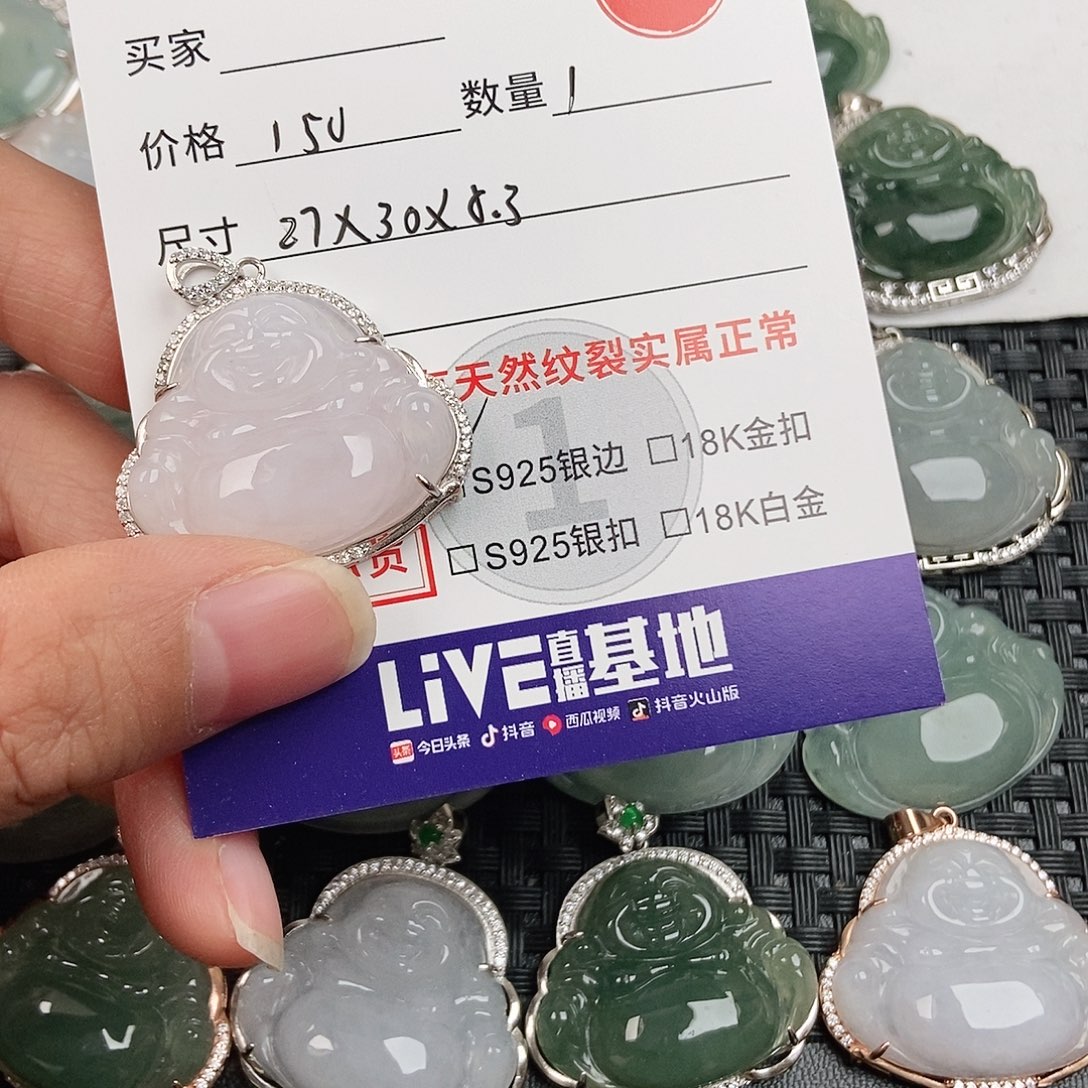 买家
价格 150 数量 1
尺寸 27X30X8.3
天然纹裂实属正常
S925银边 □18K金扣
□S925银扣 □18K白金
货
LiVE直播基地
头条 今日头条 抖音 西瓜视频 抖音火山版